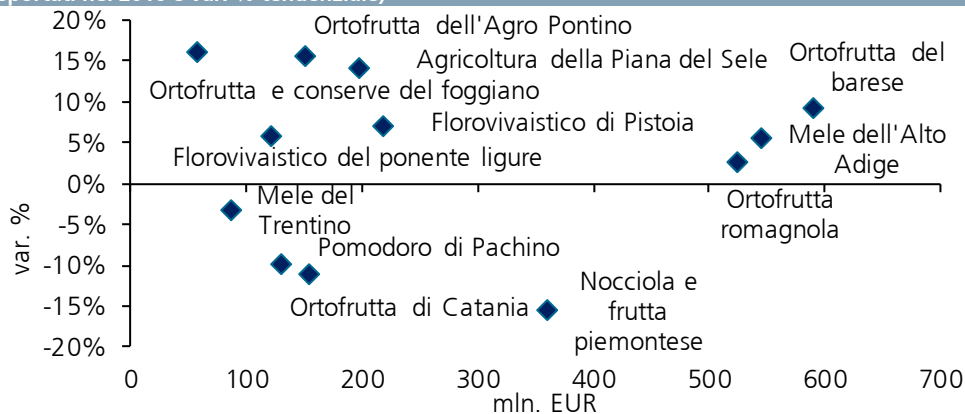 20%
15%
10%
5%
0%
-5%
-10%
-15%
-20%
var. %
Ortofrutta dell'Agro Pontino
Agricoltura della Piana del Sele
Ortofrutta e conserve del foggiano
Florovivaistico di Pistoia
Florovivaistico del ponente ligure
Ortofrutta del
barese
Mele dell'Alto
Adige
Ortofrutta
romagnola
Mele del
Trentino
Pomodoro di Pachino
Ortofrutta di Catania
Nocciola e
frutta
piemontese
0 100 200 300 400 500 600 700
mln. EUR